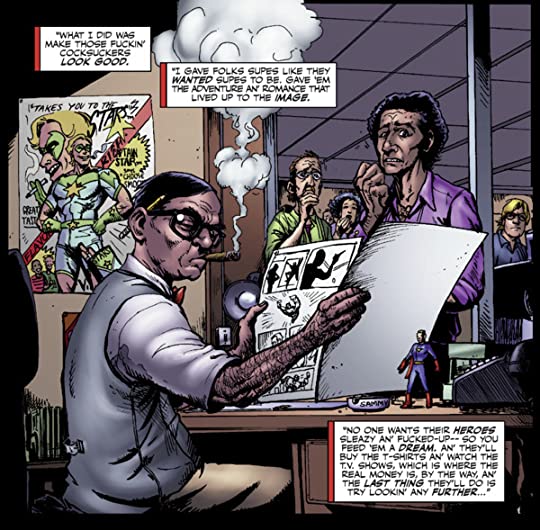 "WHAT I DID WAS
MAKE THOSE FUCKIN'
COCKSUCKERS
LOOK GOOD.
"I GAVE FOLKS SUPES LIKE THEY
WANTED SUPES TO BE. GAVE 'EM
THE ADVENTURE AN' ROMANCE THAT
LIVED UP TO THE IMAGE.
"TAKES YOU TO THE
STARS
CAPTAIN
STAR
GREAT
TASTE
SAMMY
"NO ONE WANTS THEIR HEROES
SLEAZY AN' FUCKED-UP-- SO YOU
FEED 'EM A DREAM. AN' THEY'LL
BUY THE T-SHIRTS AN' WATCH THE
T.V. SHOWS, WHICH IS WHERE THE
REAL MONEY IS, BY THE WAY, AN'
THE LAST THING THEY'LL DO IS
TRY LOOKIN' ANY FURTHER..."